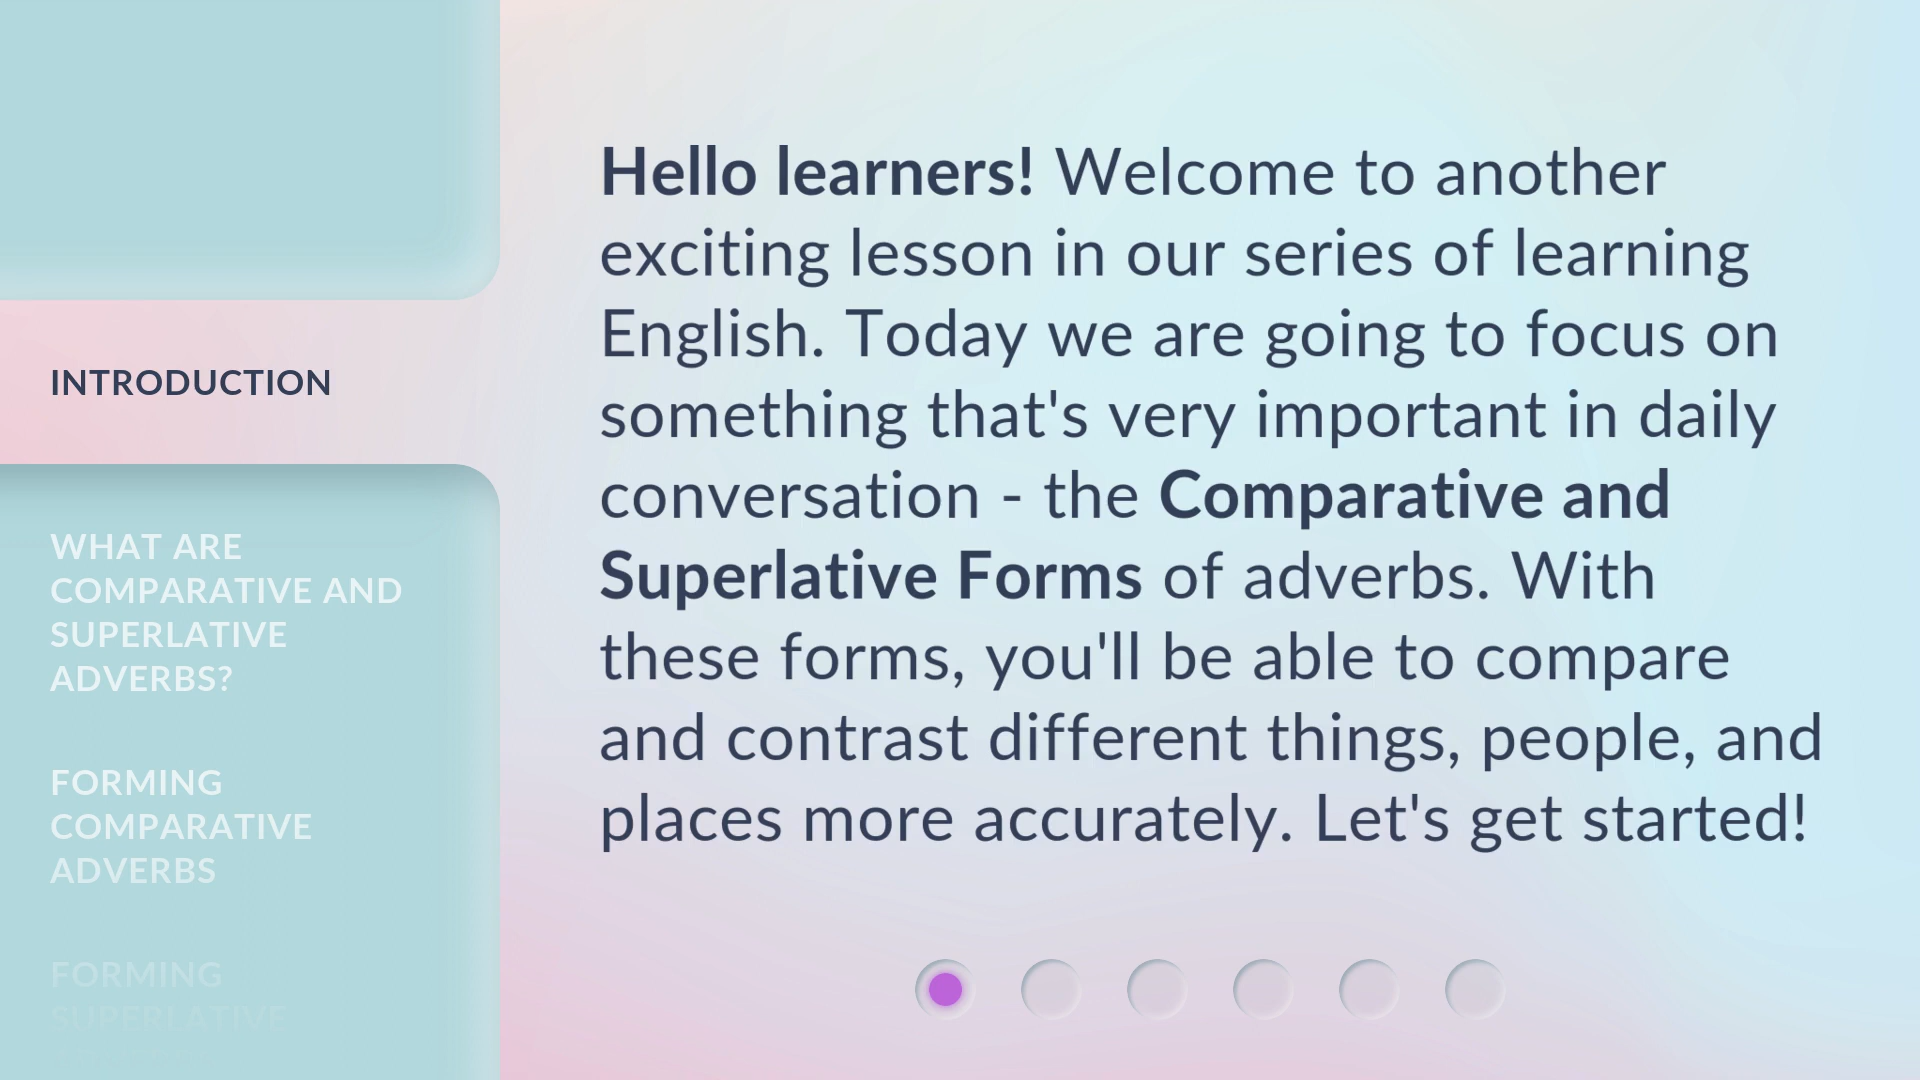 INTRODUCTION
WHAT ARE
COMPARATIVE AND
SUPERLATIVE
ADVERBS?
FORMING
COMPARATIVE
ADVERBS
FORMING
SUPERLATIVE
Hello learners! Welcome to another
exciting lesson in our series of learning
English. Today we are going to focus on
something that's very important in daily
conversation - the Comparative and
Superlative Forms of adverbs. With
these forms, you'll be able to compare
and contrast different things, people, and
places more accurately. Let's get started!